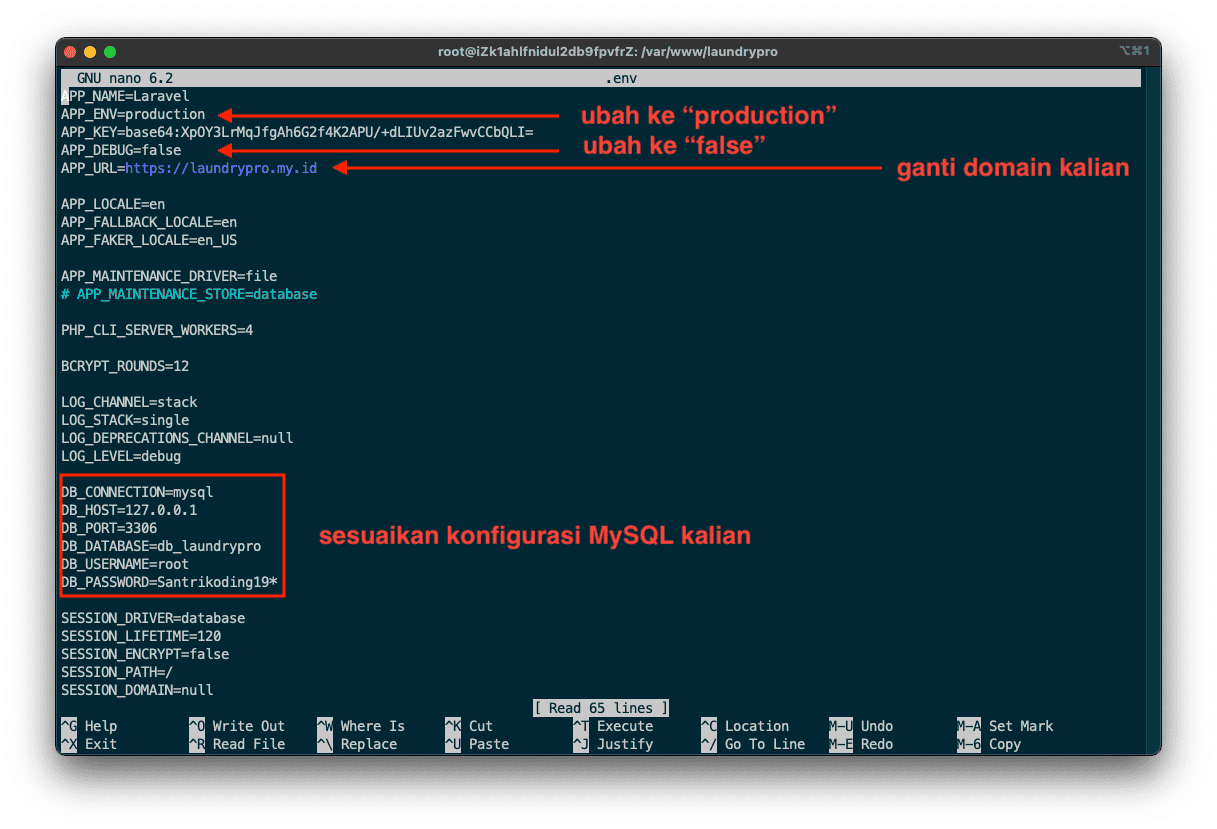 root@iZk1ahlfnidul2db9fpvfrZ: /var/www/laundrypro ⌥⌘1
GNU nano 6.2 .env
APP_NAME=Laravel
APP_ENV=production ubah ke “production”
APP_KEY=base64:XpOY3LrMqJfgAh6G2f4K2APU/+dLIUv2azFwvCCbQLI=
APP_DEBUG=false ubah ke “false”
APP_URL=https://laundrypro.my.id ganti domain kalian
APP_LOCALE=en
APP_FALLBACK_LOCALE=en
APP_FAKER_LOCALE=en_US
APP_MAINTENANCE_DRIVER=file
# APP_MAINTENANCE_STORE=database
PHP_CLI_SERVER_WORKERS=4
BCRYPT_ROUNDS=12
LOG_CHANNEL=stack
LOG_STACK=single
LOG_DEPRECATIONS_CHANNEL=null
LOG_LEVEL=debug
DB_CONNECTION=mysql
DB_HOST=127.0.0.1
DB_PORT=3306
sesuaikan konfigurasi MySQL kalian
DB_DATABASE=db_laundrypro
DB_USERNAME=root
DB_PASSWORD=Santrikoding19*
SESSION_DRIVER=database
SESSION_LIFETIME=120
SESSION_ENCRYPT=false
SESSION_PATH=/
SESSION_DOMAIN=null
[ Read 65 lines ]
^G Help ^O Write Out ^W Where Is ^K Cut ^T Execute ^C Location M-U Undo M-A Set Mark
^X Exit ^R Read File ^\ Replace ^U Paste ^J Justify ^/ Go To Line M-E Redo M-6 Copy